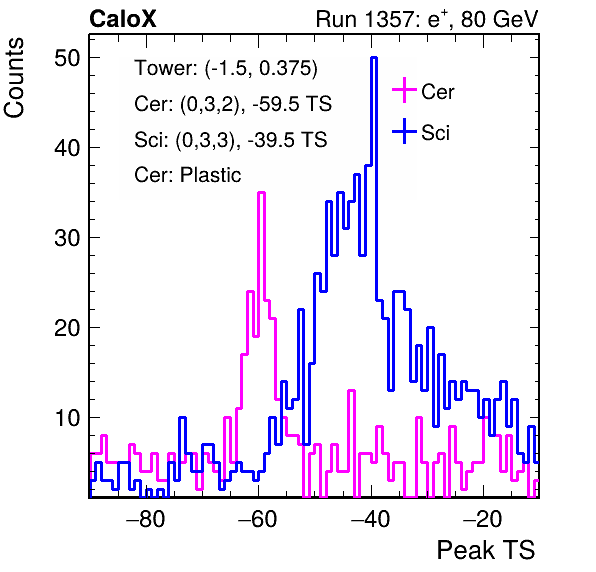 CaloX Run 1357: e⁺, 80 GeV
Counts
Tower: (-1.5, 0.375)
Cer: (0,3,2), -59.5 TS
Sci: (0,3,3), -39.5 TS
Cer: Plastic
Cer
Sci
50
40
30
20
10
−80 −60 −40 −20
Peak TS